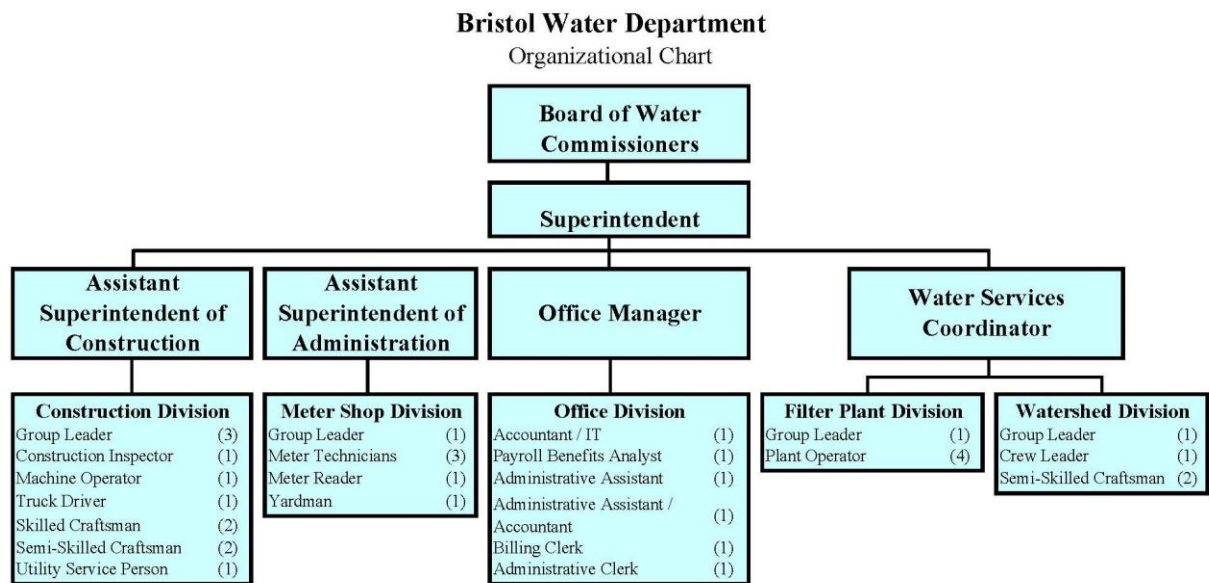 Bristol Water Department
Organizational Chart
Board of Water
Commissioners
Superintendent
Assistant
Superintendent of
Construction
Assistant
Superintendent of
Administration
Office Manager
Water Services
Coordinator
Construction Division
Group Leader (3)
Construction Inspector (1)
Machine Operator (1)
Truck Driver (1)
Skilled Craftsman (2)
Semi-Skilled Craftsman (2)
Utility Service Person (1)
Meter Shop Division
Group Leader (1)
Meter Technicians (3)
Meter Reader (1)
Yardman (1)
Office Division
Accountant / IT (1)
Payroll Benefits Analyst (1)
Administrative Assistant (1)
Administrative Assistant /
Accountant (1)
Billing Clerk (1)
Administrative Clerk (1)
Filter Plant Division
Group Leader (1)
Plant Operator (4)
Watershed Division
Group Leader (1)
Crew Leader (1)
Semi-Skilled Craftsman (2)